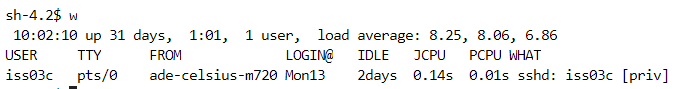 sh-4.2$ w
 10:02:10 up 31 days,  1:01,  1 user,  load average: 8.25, 8.06, 6.86
USER     TTY      FROM             LOGIN@   IDLE   JCPU   PCPU WHAT
iss03c   pts/0    ade-celsius-m720 Mon13    2days  0.14s  0.01s sshd: iss03c [priv]